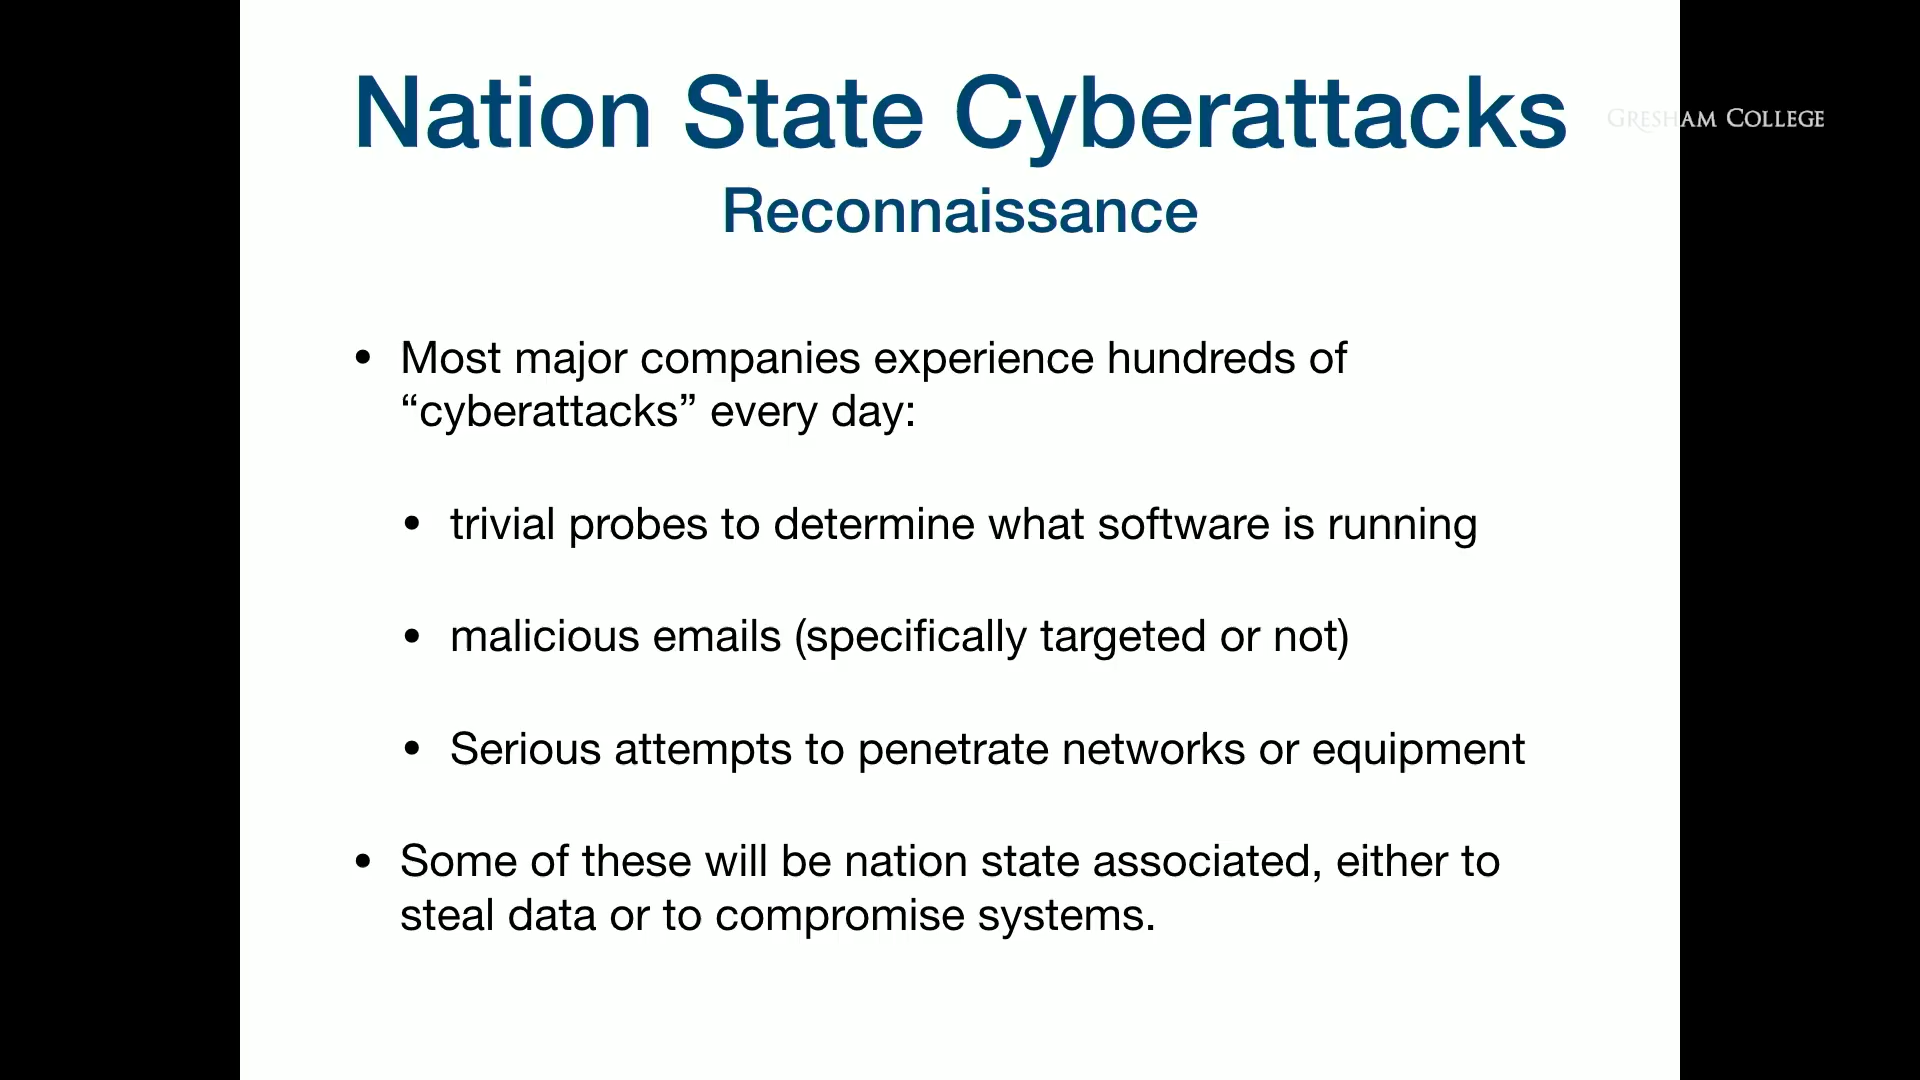 Nation State Cyberattacks
GRESHAM COLLEGE
Reconnaissance
• Most major companies experience hundreds of
“cyberattacks” every day:
• trivial probes to determine what software is running
• malicious emails (specifically targeted or not)
• Serious attempts to penetrate networks or equipment
• Some of these will be nation state associated, either to
steal data or to compromise systems.